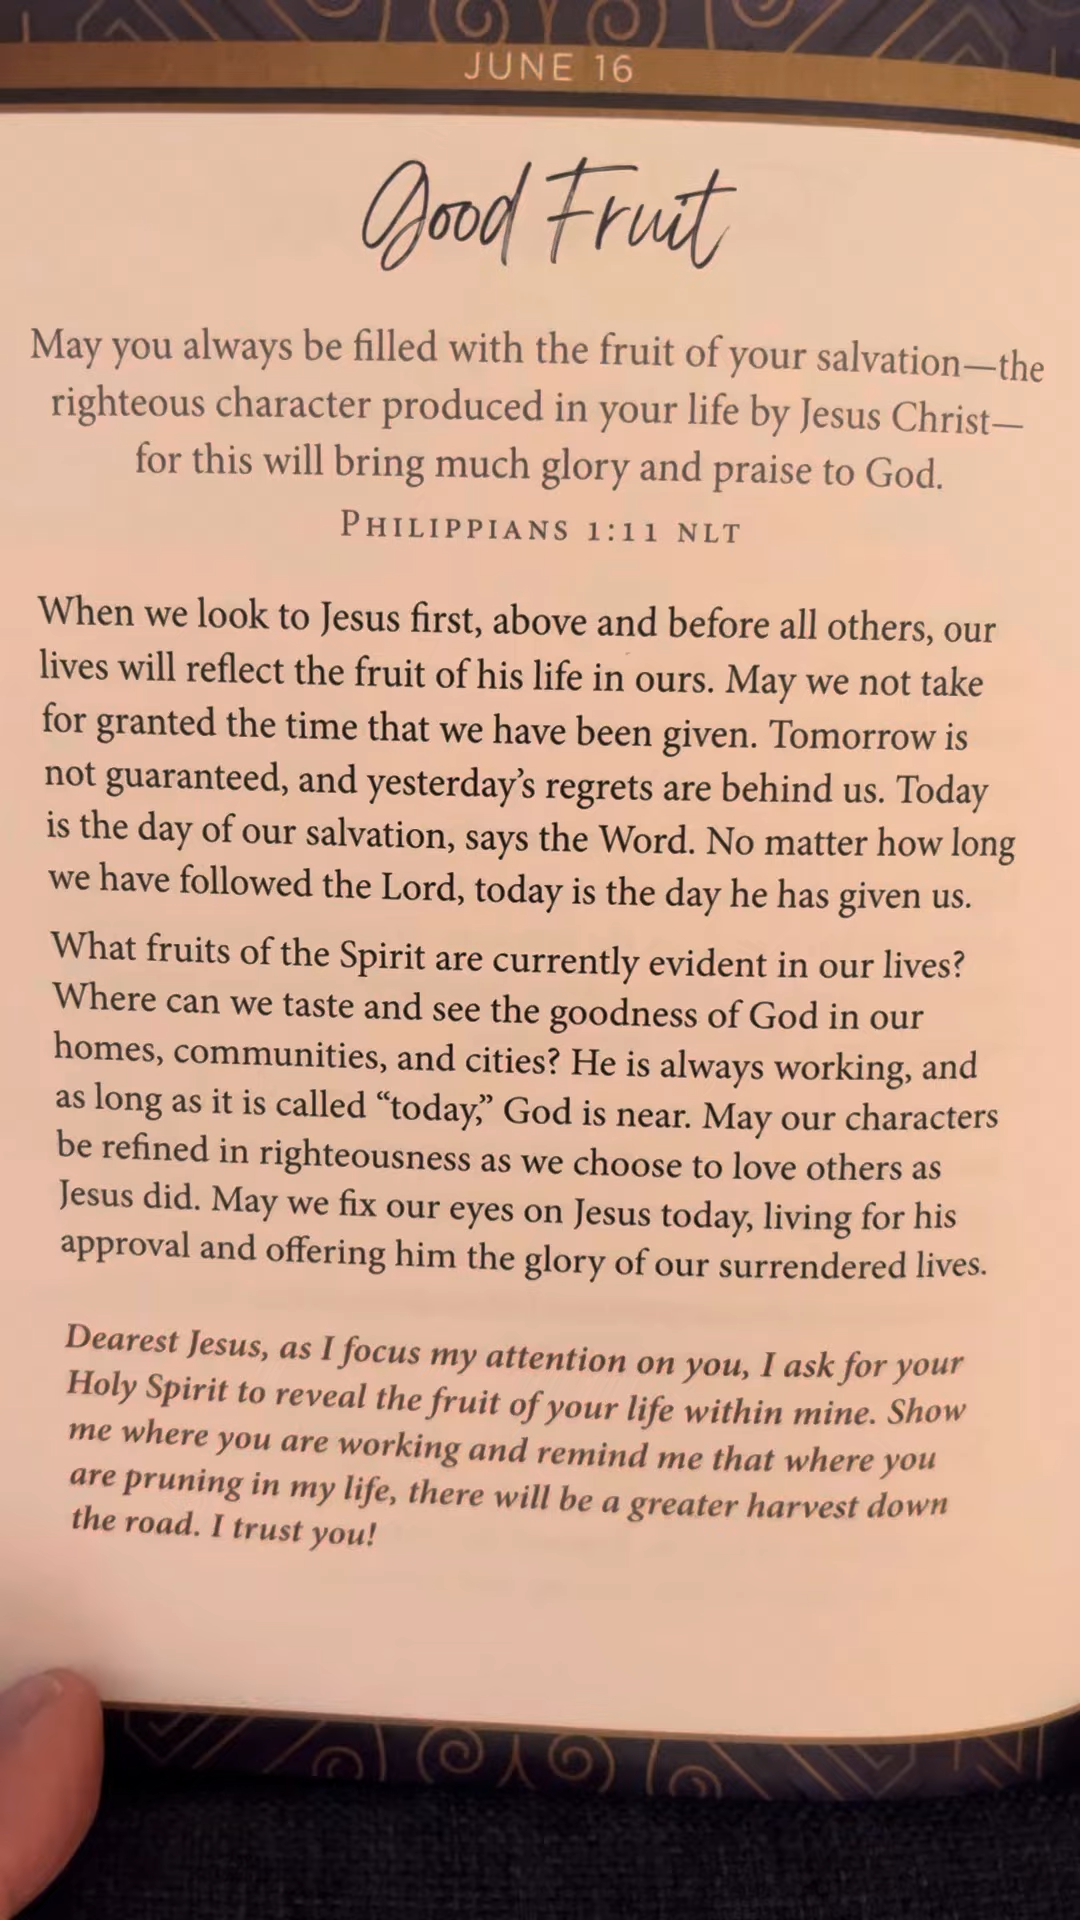 JUNE 16
Good Fruit
May you always be filled with the fruit of your salvation—the
righteous character produced in your life by Jesus Christ—
for this will bring much glory and praise to God.
PHILIPPIANS 1:11 NLT
When we look to Jesus first, above and before all others, our
lives will reflect the fruit of his life in ours. May we not take
for granted the time that we have been given. Tomorrow is
not guaranteed, and yesterday’s regrets are behind us. Today
is the day of our salvation, says the Word. No matter how long
we have followed the Lord, today is the day he has given us.
What fruits of the Spirit are currently evident in our lives?
Where can we taste and see the goodness of God in our
homes, communities, and cities? He is always working, and
as long as it is called “today,” God is near. May our characters
be refined in righteousness as we choose to love others as
Jesus did. May we fix our eyes on Jesus today, living for his
approval and offering him the glory of our surrendered lives.
Dearest Jesus, as I focus my attention on you, I ask for your
Holy Spirit to reveal the fruit of your life within mine. Show
me where you are working and remind me that where you
are pruning in my life, there will be a greater harvest down
the road. I trust you!